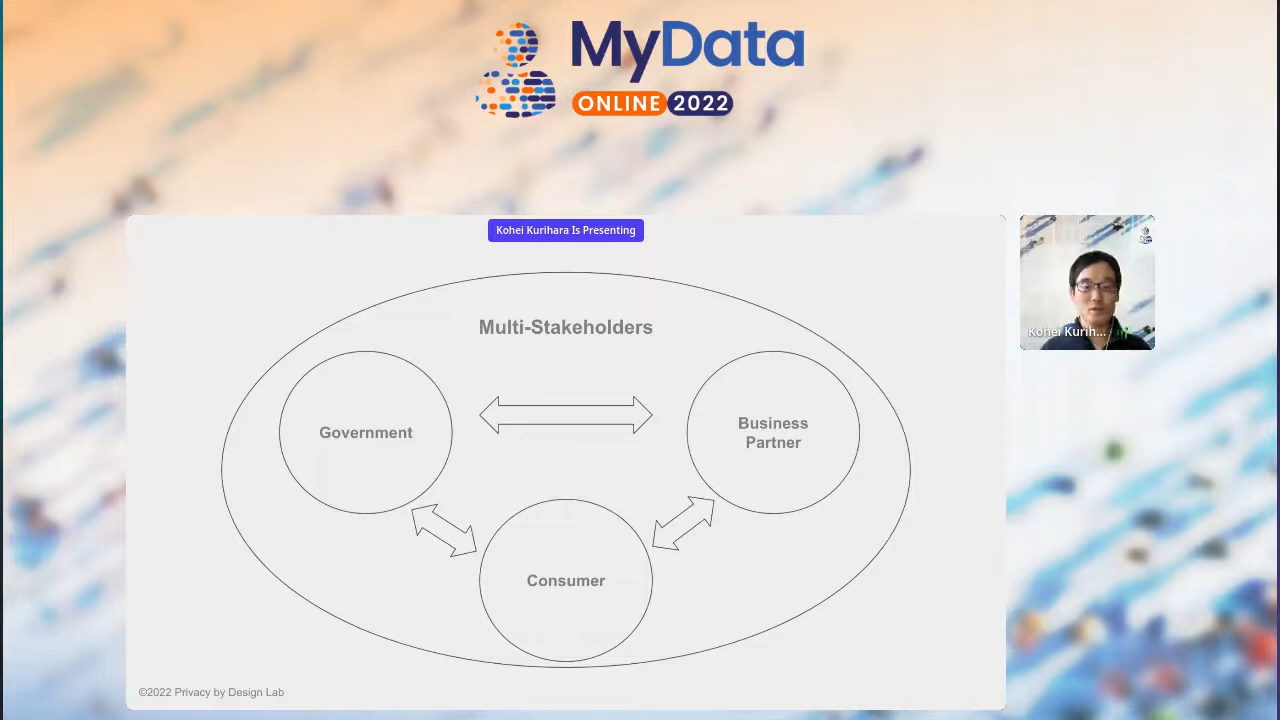 MyData
ONLINE 2022
Kohei Kurihara Is Presenting
Multi-Stakeholders
Government
Business
Partner
Consumer
Kohei Kurih...
©2022 Privacy by Design Lab